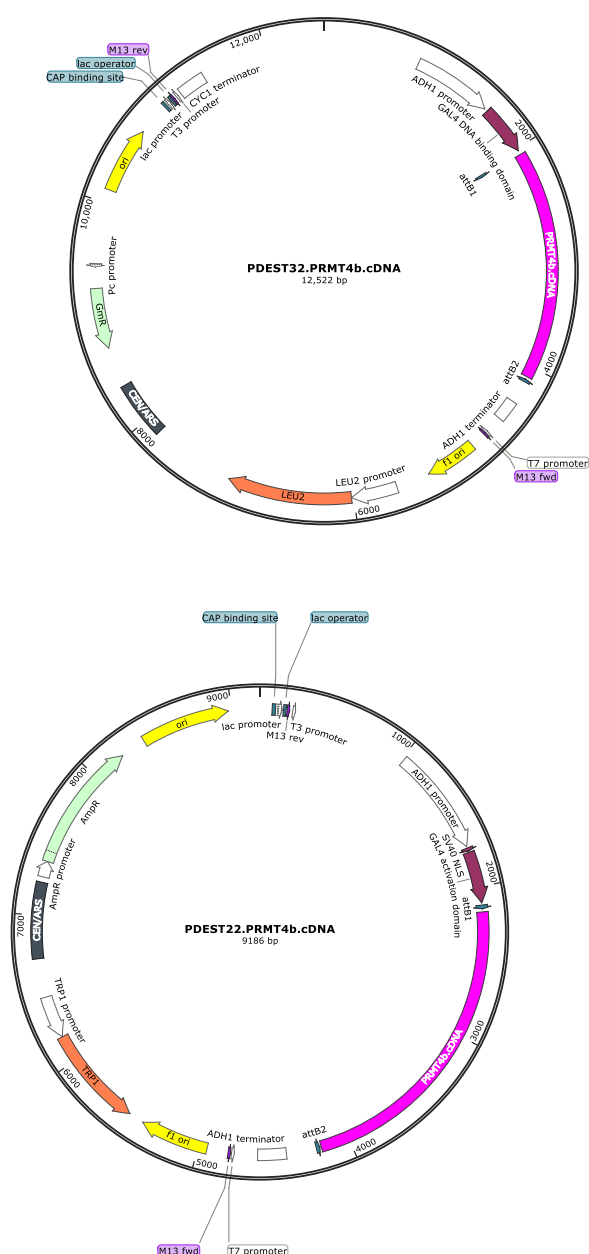 12,000
M13 rev
lac operator
CAP binding site
CYC1 terminator
T3 promoter
lac promoter
ori
10,000
Pc promoter
GmR
CEN/ARS
8000
LEU2
LEU2 promoter
6000
f1 ori
ADH1 terminator
T7 promoter
M13 fwd
attB2
4000
PRMT4b.cDNA
attB1
GAL4 DNA binding domain
2000
ADH1 promoter
PDEST32.PRMT4b.cDNA
12,522 bp
CAP binding site
lac operator
9000
lac promoter
M13 rev
T3 promoter
ori
1000
ADH1 promoter
8000
AmpR
SV40 NLS
GAL4 activation domain
2000
attB1
AmpR promoter
CEN/ARS
7000
PDEST22.PRMT4b.cDNA
9186 bp
TRP1 promoter
TRP1
6000
3000
PRMT4b.cDNA
f1 ori
5000
ADH1 terminator
attB2
4000
M13 fwd
T7 promoter